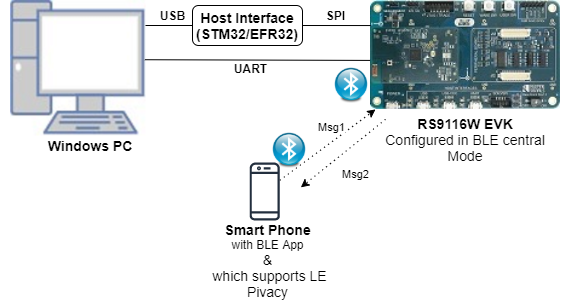 USB
Host Interface
(STM32/EFR32)
SPI
UART
Windows PC
RS9116W EVK
Configured in BLE central
Mode
Msg1
Msg2
Smart Phone
with BLE App
&
which supports LE
Privacy